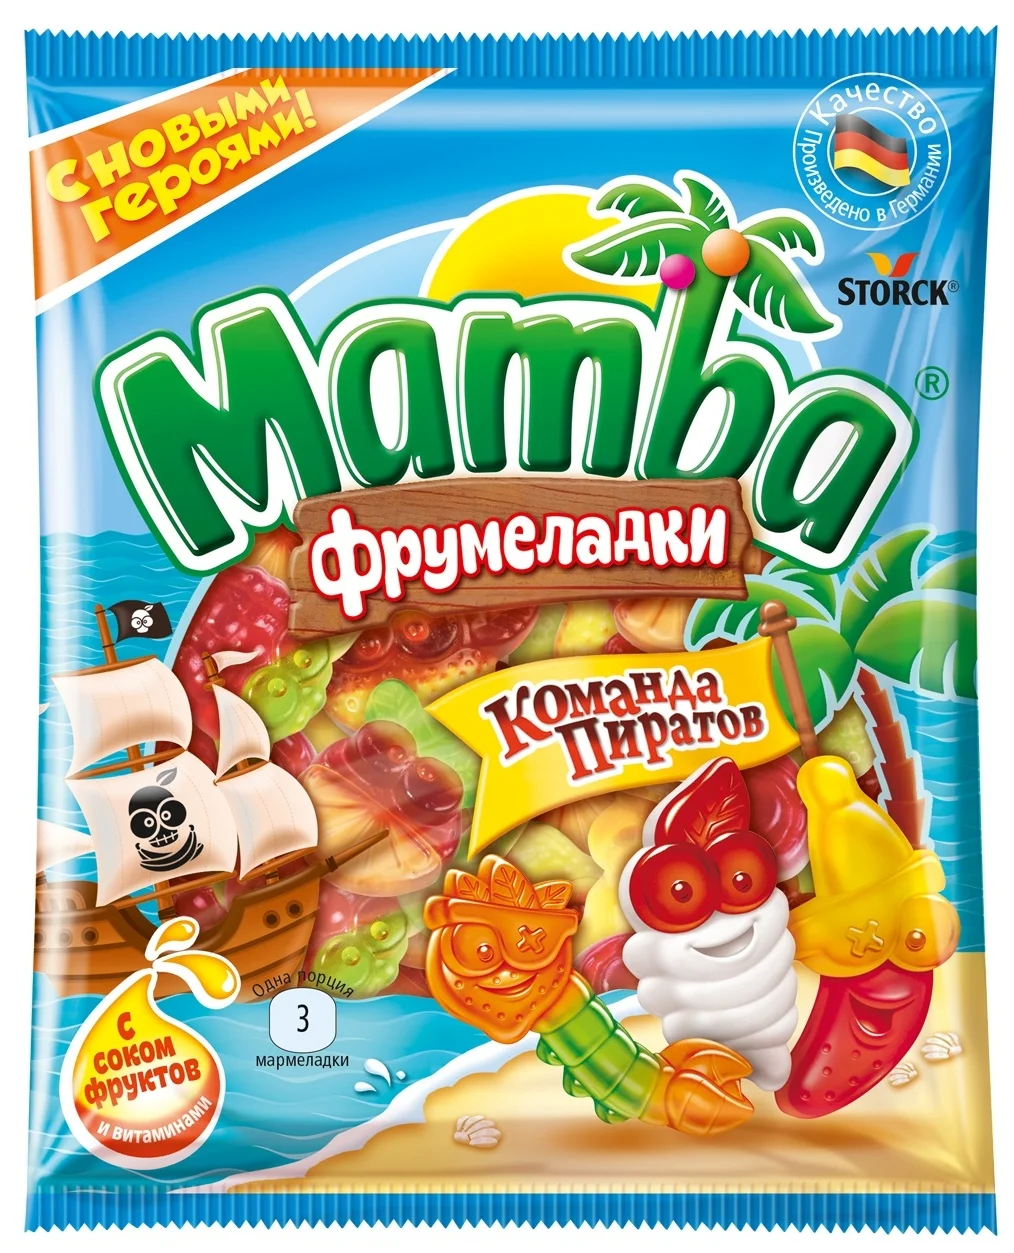 С НОВЫМИ
ГЕРОЯМИ!
Качество
Произведено в Германии
STORCK®
Mamba®
Фрумеладки
Команда
Пиратов
Одна порция
3
мармеладки
С
соком
фруктов
и витаминами